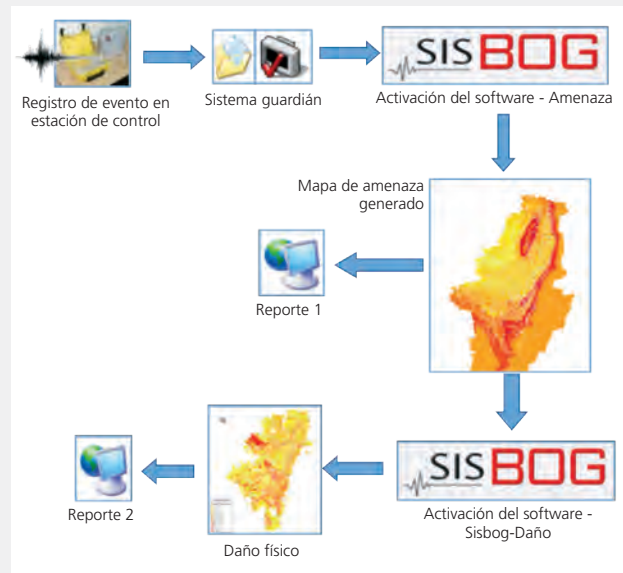 SISBOG
Registro de evento en
estación de control
Sistema guardián
Activación del software - Amenaza
Mapa de amenaza
generado
Reporte 1
SISBOG
Reporte 2
Daño físico
Activación del software -
Sisbog-Daño